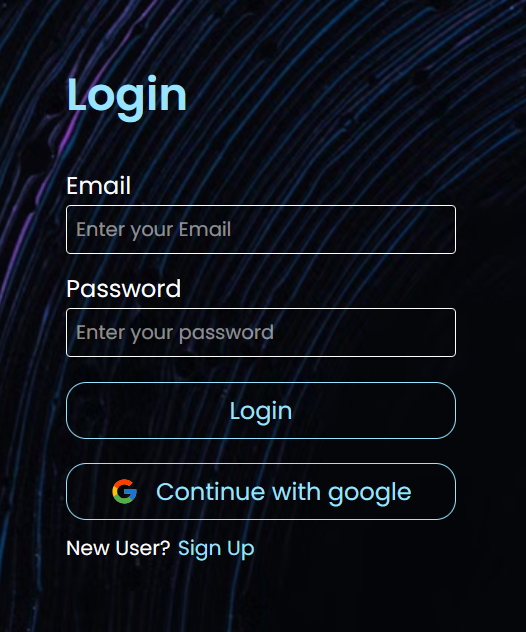 Login
Email
Enter your Email
Password
Enter your password
Login
Continue with google
New User? Sign Up